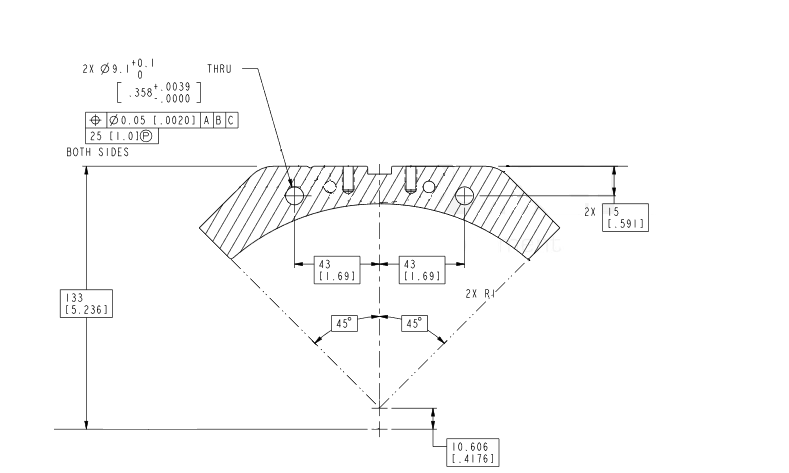 2X Ø9.1 +0.1 THRU
0
[.358 +.0039]
-.0000
⌖ Ø0.05 [.0020] A B C
25 [1.0]Ⓟ
BOTH SIDES
2X 15
[.591]
43 43
[1.69] [1.69]
133
[5.236]
2X R1
45° 45°
10.606
[.4176]